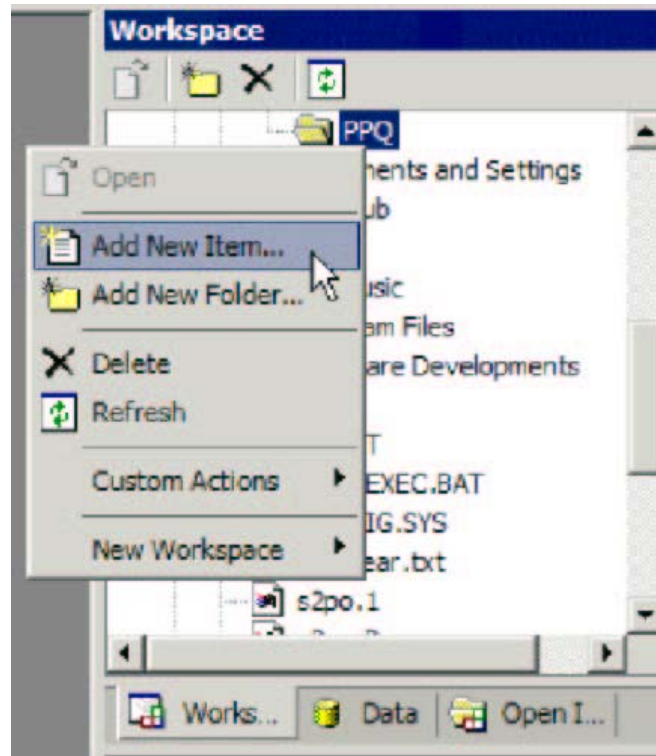 Workspace
PPQ
Open
ments and Settings
ub
Add New Item...
Add New Folder...
usic
am Files
Delete
are Developments
Refresh
T
Custom Actions
EXEC.BAT
IG.SYS
New Workspace
ear.txt
s2po.1
Works...
Data
Open I...